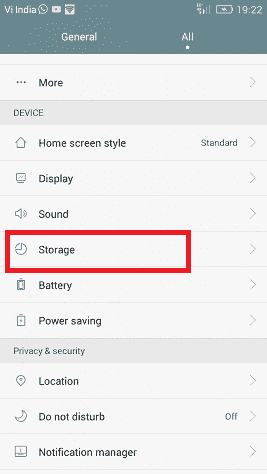 Vi India 19:22
General All
More
DEVICE
Home screen style Standard
Display
Sound
Storage
Battery
Power saving
Privacy & security
Location
Do not disturb Off
Notification manager